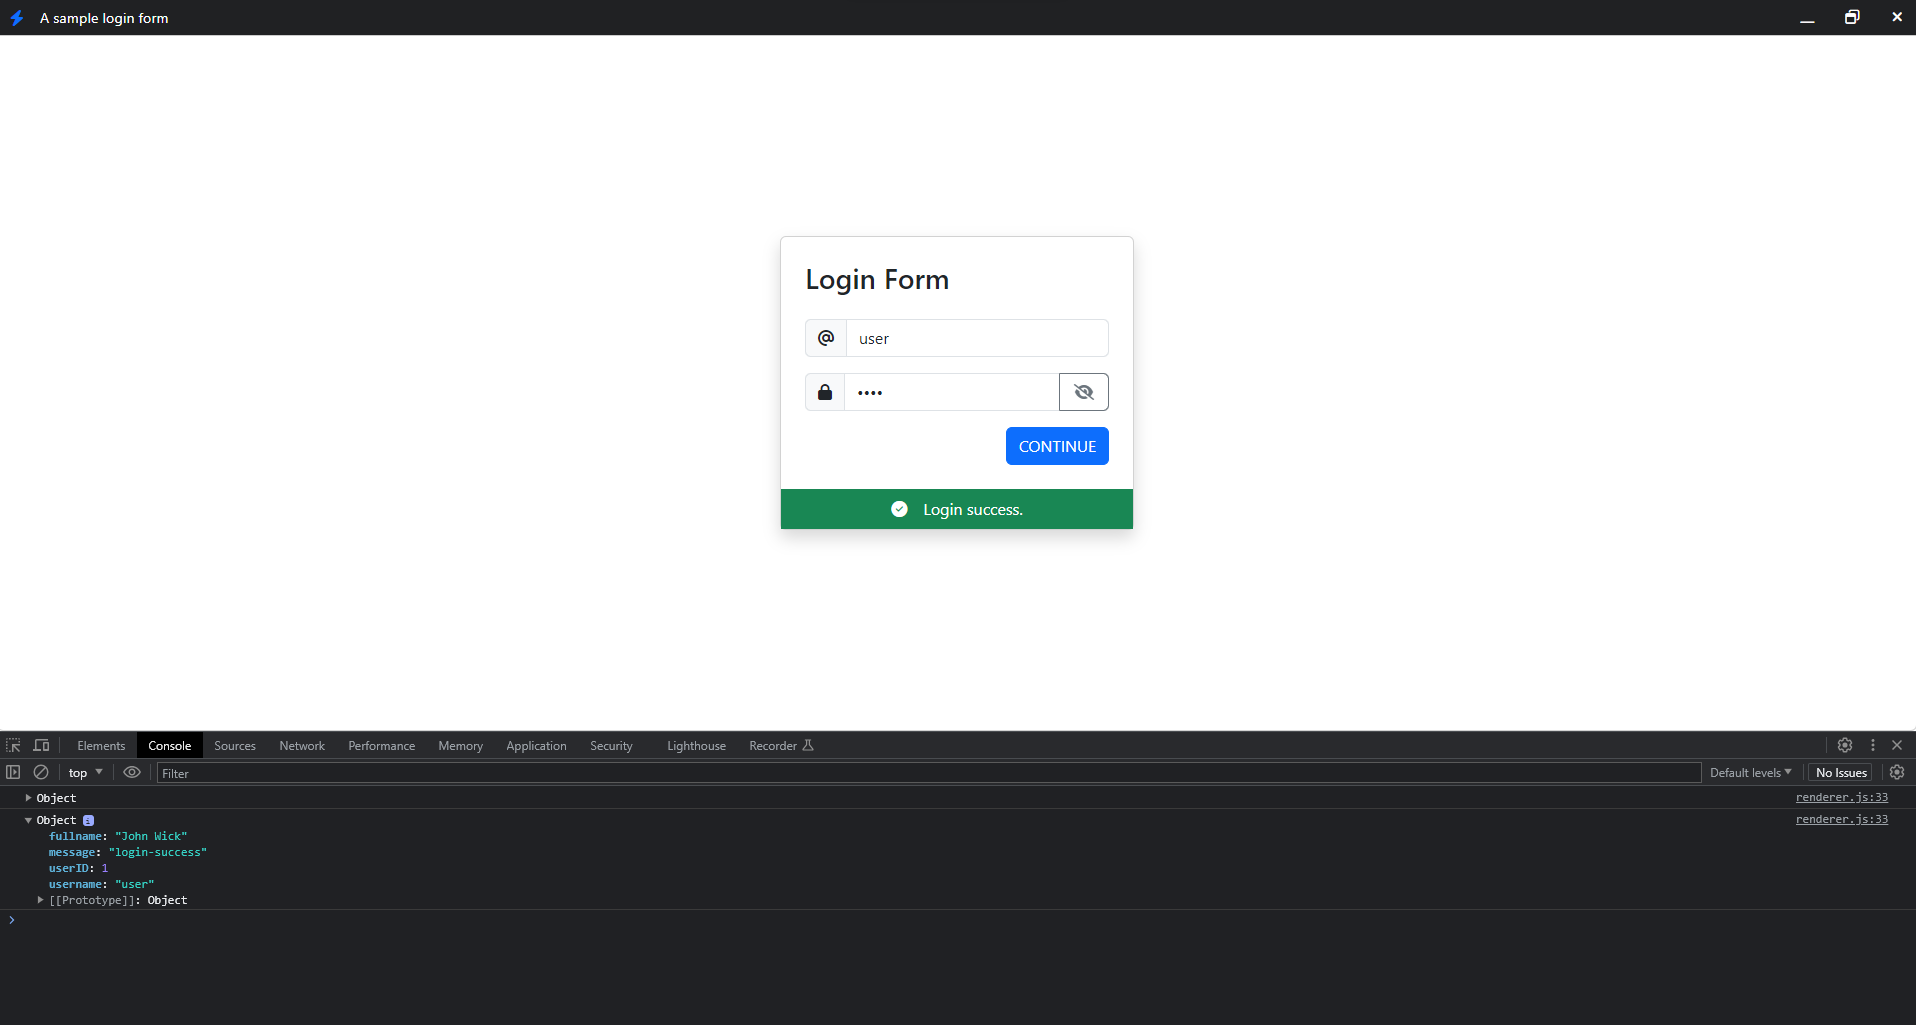 A sample login form
Login Form
@ user
••••
CONTINUE
Login success.
Elements Console Sources Network Performance Memory Application Security Lighthouse Recorder
top Filter Default levels No Issues
Object renderer.js:33
Object i renderer.js:33
fullname: "John Wick"
message: "login-success"
userID: 1
username: "user"
[[Prototype]]: Object